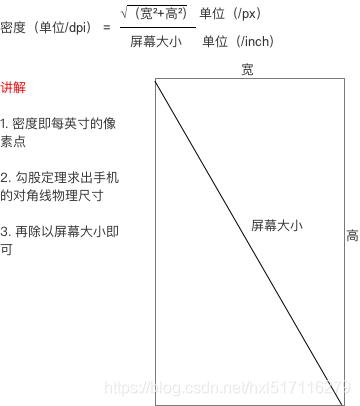 密度（单位/dpi） = √（宽²+高²） 单位（/px）
屏幕大小 单位（/inch）
宽
讲解
1. 密度即每英寸的像
素点
2. 勾股定理求出手机
的对角线物理尺寸
3. 再除以屏幕大小即
可
屏幕大小
高
https://blog.csdn.net/hxl517116279